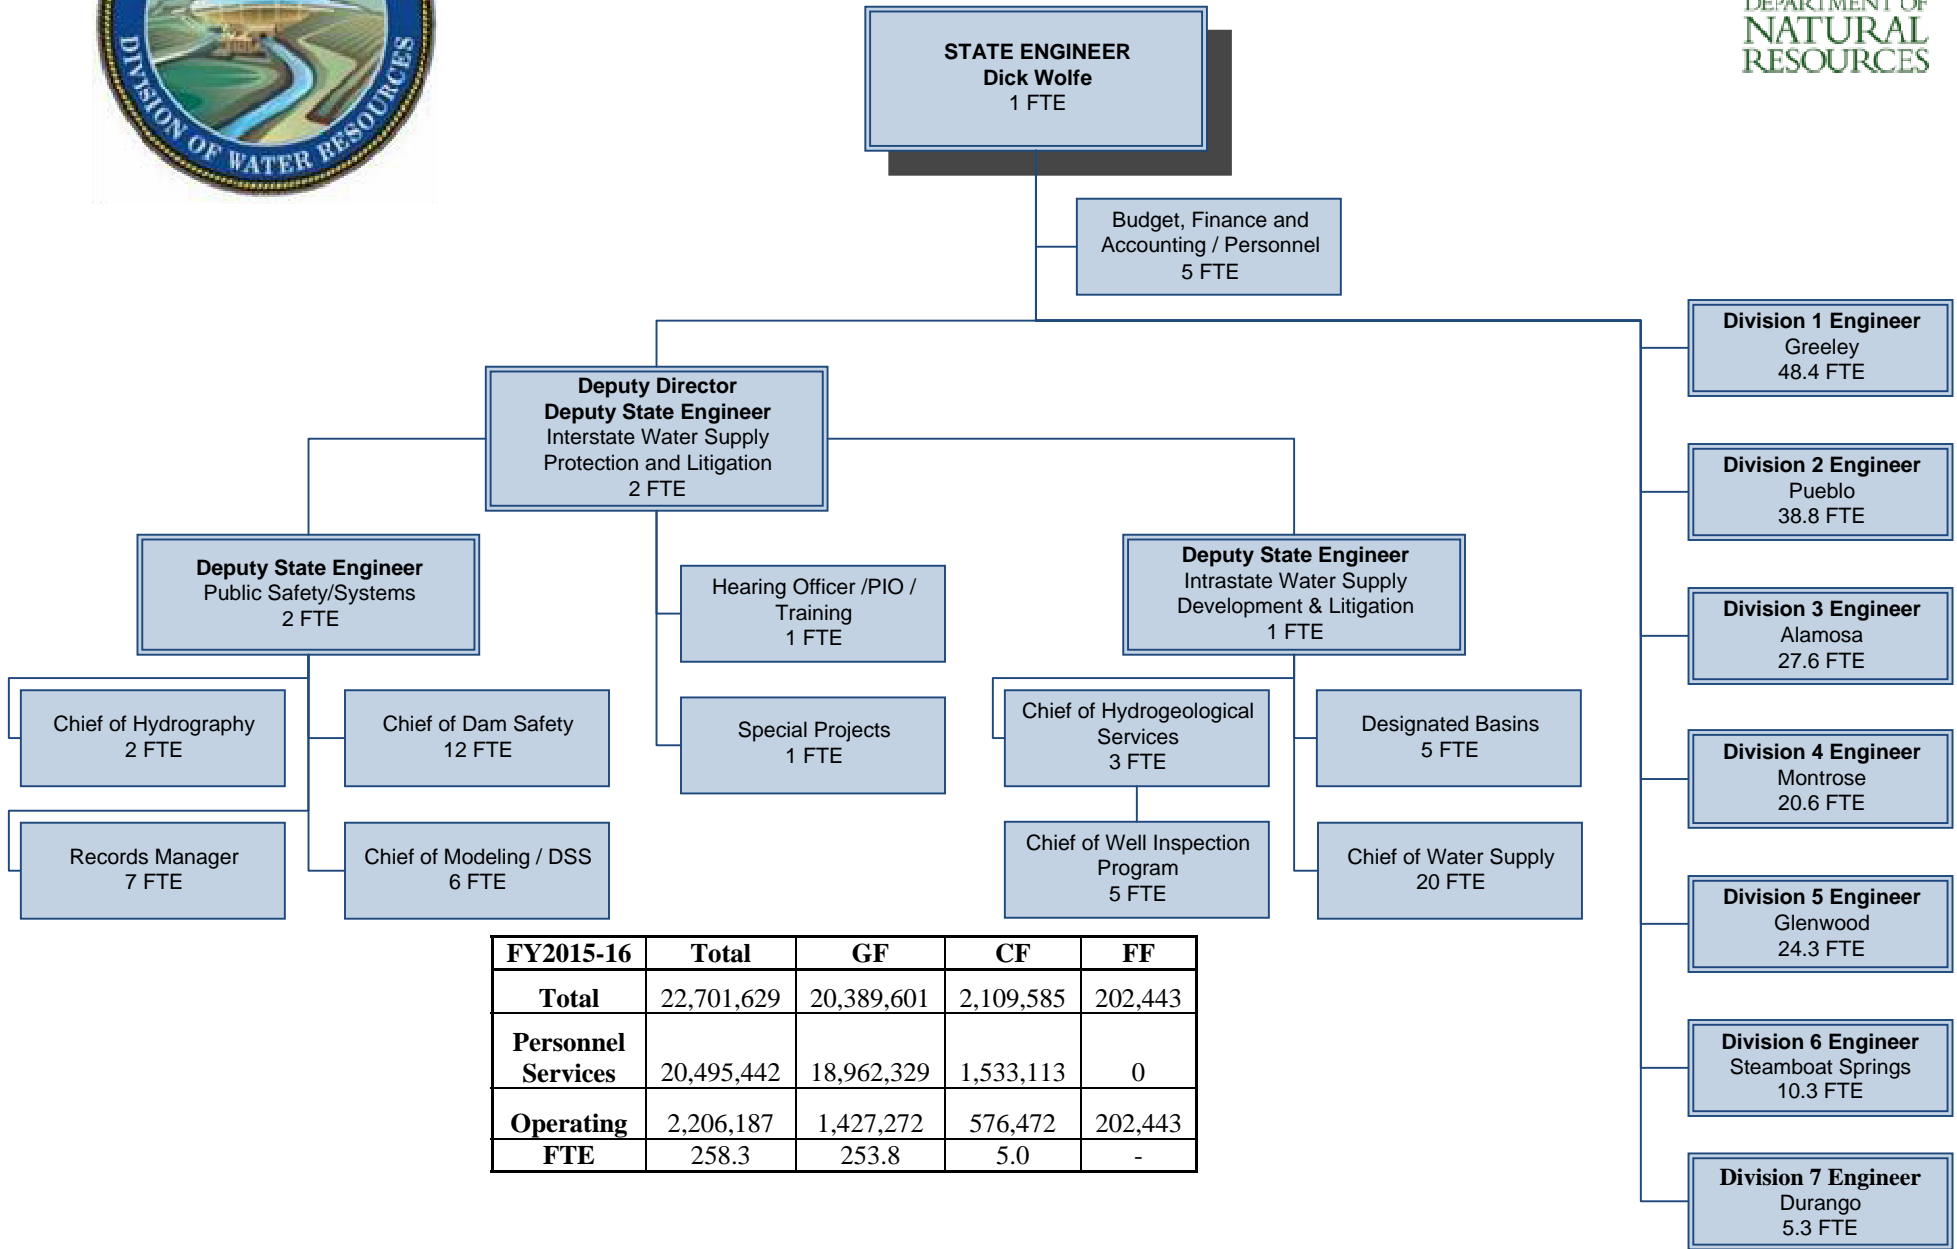 DIVISION OF WATER RESOURCES
DEPARTMENT OF
NATURAL
RESOURCES
STATE ENGINEER
Dick Wolfe
1 FTE
Budget, Finance and
Accounting / Personnel
5 FTE
Deputy Director
Deputy State Engineer
Interstate Water Supply
Protection and Litigation
2 FTE
Deputy State Engineer
Public Safety/Systems
2 FTE
Hearing Officer /PIO /
Training
1 FTE
Special Projects
1 FTE
Deputy State Engineer
Intrastate Water Supply
Development & Litigation
1 FTE
Chief of Hydrography
2 FTE
Chief of Dam Safety
12 FTE
Records Manager
7 FTE
Chief of Modeling / DSS
6 FTE
Chief of Hydrogeological
Services
3 FTE
Designated Basins
5 FTE
Chief of Well Inspection
Program
5 FTE
Chief of Water Supply
20 FTE
Division 1 Engineer
Greeley
48.4 FTE
Division 2 Engineer
Pueblo
38.8 FTE
Division 3 Engineer
Alamosa
27.6 FTE
Division 4 Engineer
Montrose
20.6 FTE
Division 5 Engineer
Glenwood
24.3 FTE
Division 6 Engineer
Steamboat Springs
10.3 FTE
Division 7 Engineer
Durango
5.3 FTE
FY2015-16 Total GF CF FF
Total 22,701,629 20,389,601 2,109,585 202,443
Personnel
Services 20,495,442 18,962,329 1,533,113 0
Operating 2,206,187 1,427,272 576,472 202,443
FTE 258.3 253.8 5.0 -